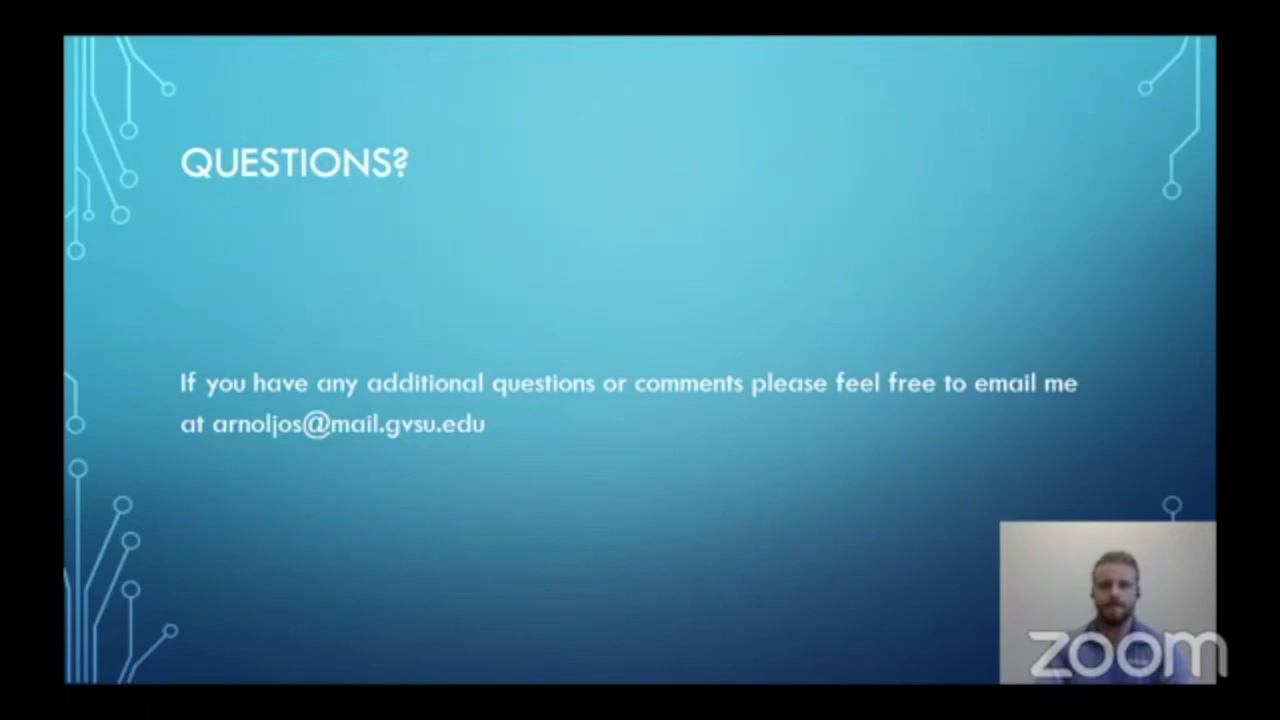 QUESTIONS?
If you have any additional questions or comments please feel free to email me
at arnoljos@mail.gvsu.edu
zoom